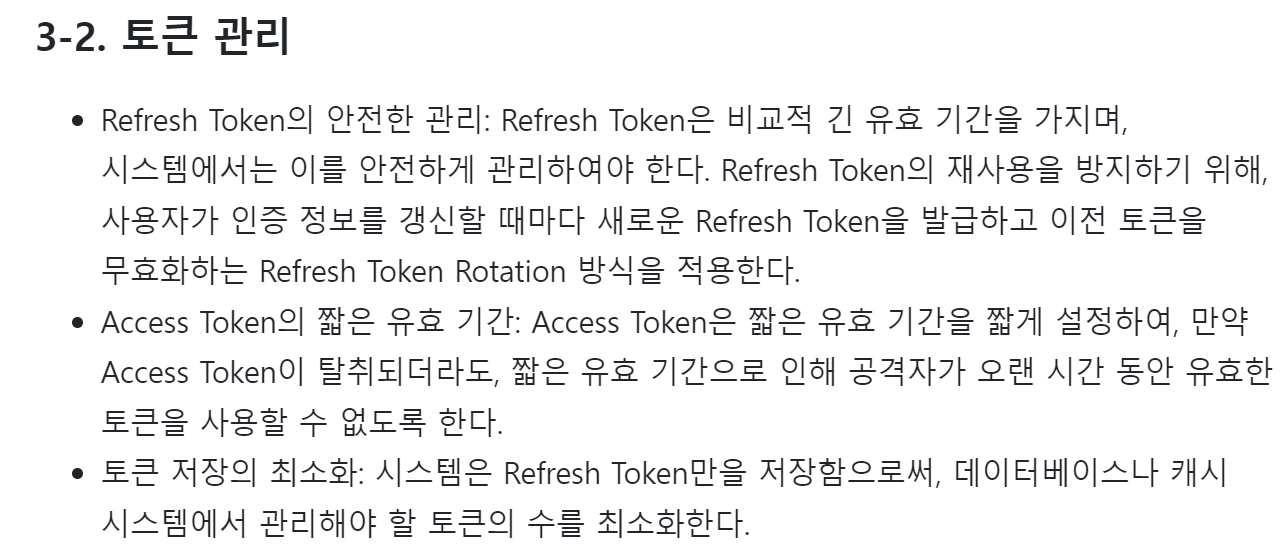 3-2. 토큰 관리
• Refresh Token의 안전한 관리: Refresh Token은 비교적 긴 유효 기간을 가지며,
시스템에서는 이를 안전하게 관리하여야 한다. Refresh Token의 재사용을 방지하기 위해,
사용자가 인증 정보를 갱신할 때마다 새로운 Refresh Token을 발급하고 이전 토큰을
무효화하는 Refresh Token Rotation 방식을 적용한다.
• Access Token의 짧은 유효 기간: Access Token은 짧은 유효 기간을 짧게 설정하여, 만약
Access Token이 탈취되더라도, 짧은 유효 기간으로 인해 공격자가 오랜 시간 동안 유효한
토큰을 사용할 수 없도록 한다.
• 토큰 저장의 최소화: 시스템은 Refresh Token만을 저장함으로써, 데이터베이스나 캐시
시스템에서 관리해야 할 토큰의 수를 최소화한다.